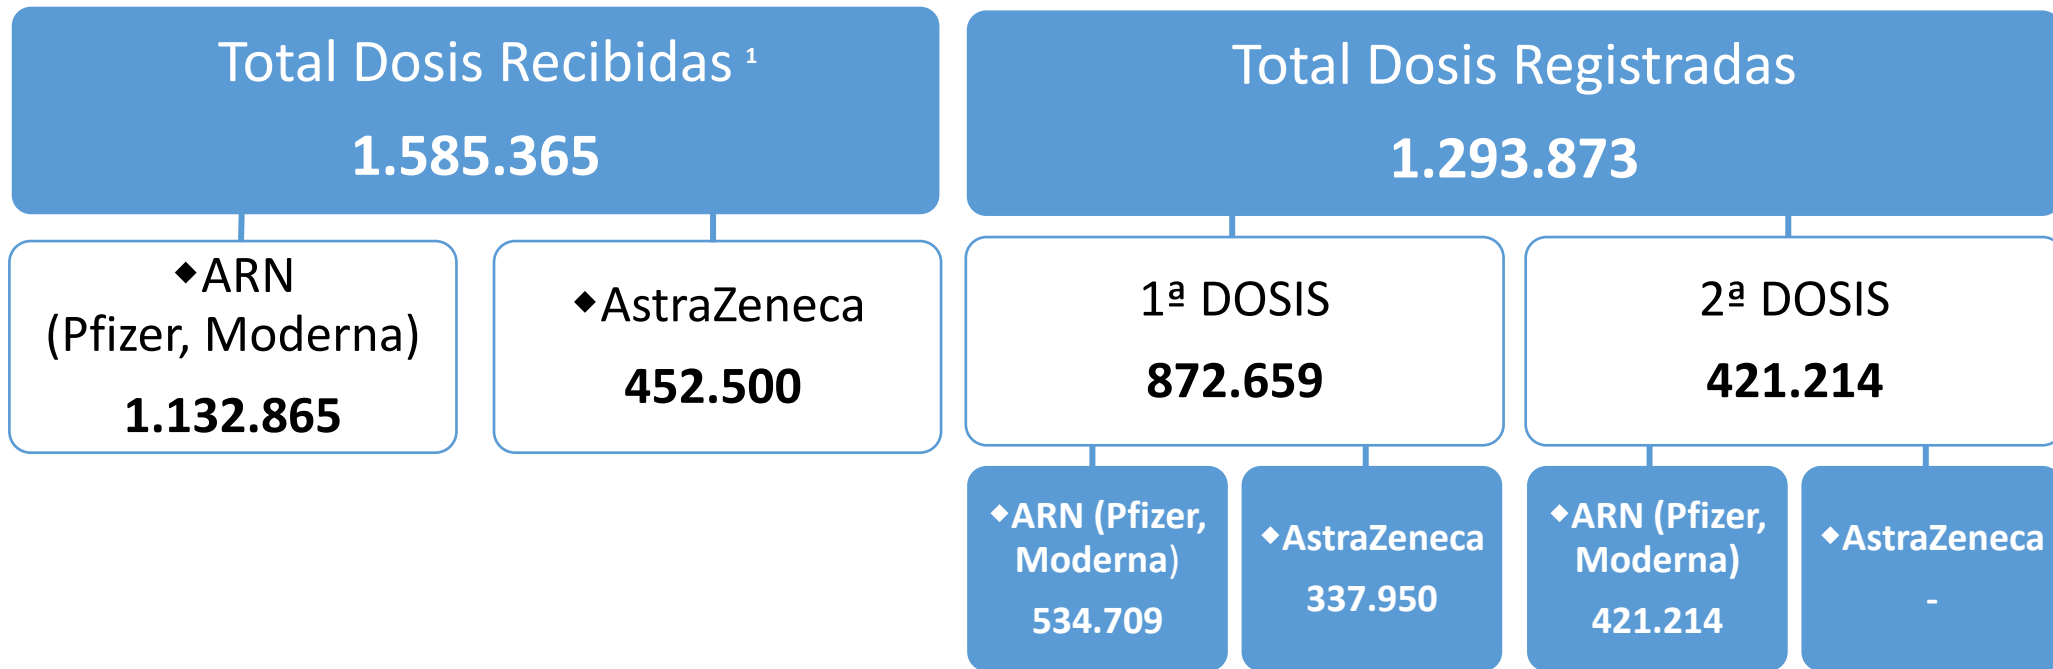 Total Dosis Recibidas ¹
1.585.365
◆ARN
(Pfizer, Moderna)
1.132.865
◆AstraZeneca
452.500
Total Dosis Registradas
1.293.873
1ª DOSIS
872.659
2ª DOSIS
421.214
◆ARN (Pfizer,
Moderna)
534.709
◆AstraZeneca
337.950
◆ARN (Pfizer,
Moderna)
421.214
◆AstraZeneca
-